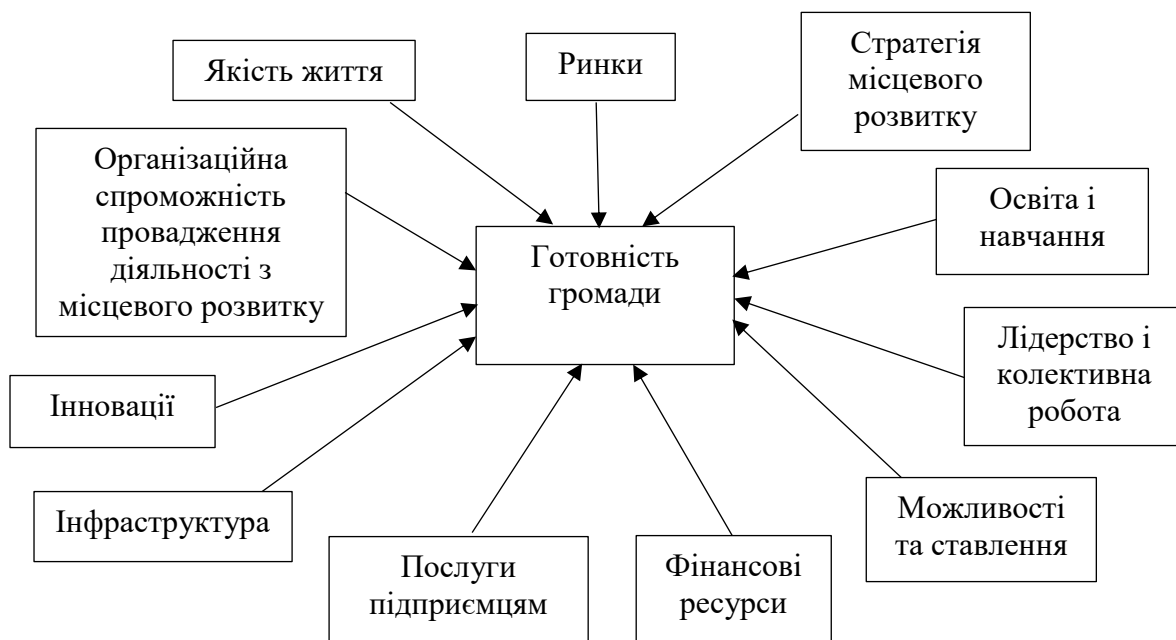 Якість життя
Ринки
Стратегія
місцевого
розвитку
Організаційна
спроможність
провадження
діяльності з
місцевого розвитку
Освіта і
навчання
Готовність
громади
Лідерство і
колективна
робота
Інновації
Інфраструктура
Можливості
та ставлення
Послуги
підприємцям
Фінансові
ресурси